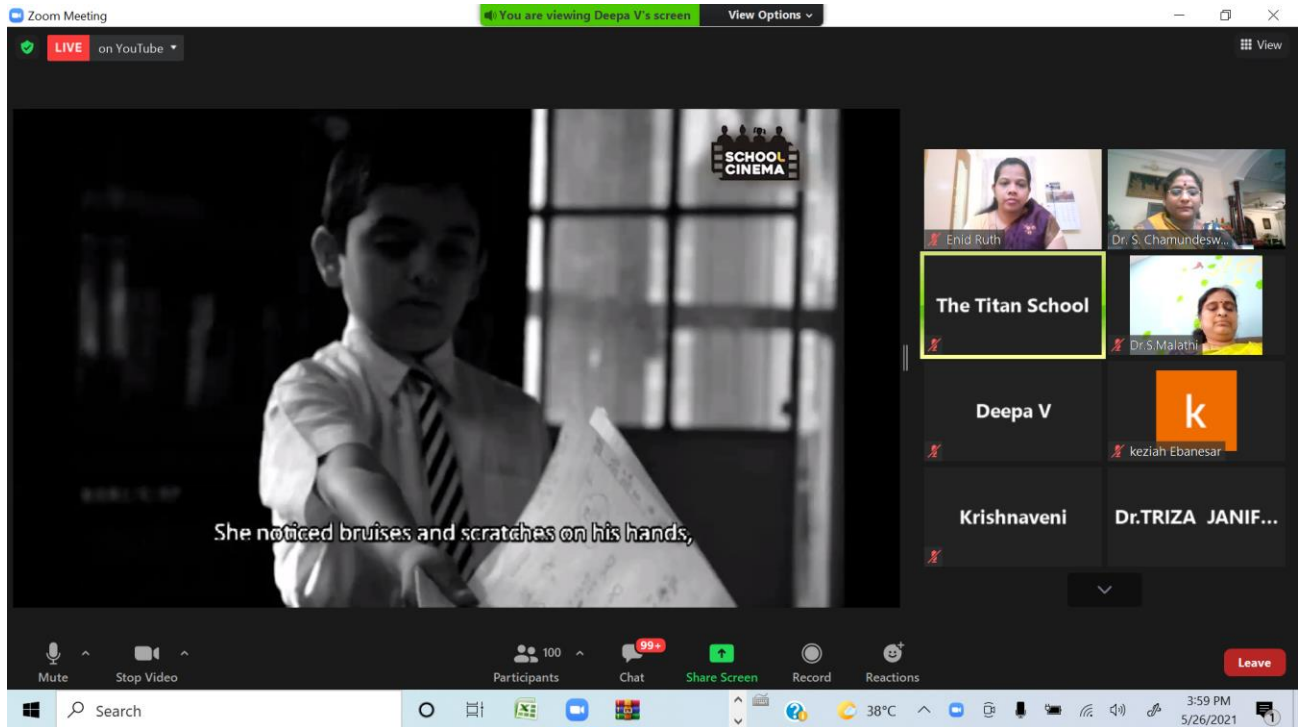 Zoom Meeting
You are viewing Deepa V's screen
View Options
LIVE on YouTube
View
SCHOOL
CINEMA
She noticed bruises and scratches on his hands,
Enid Ruth
Dr. S. Chamundesw...
The Titan School
Dr.S.Malathi
Deepa V
k
keziah Ebanesar
Krishnaveni
Dr.TRIZA JANIF...
Mute
Stop Video
Participants
100
Chat
99+
Share Screen
Record
Reactions
Leave
Search
38°C
3:59 PM
5/26/2021